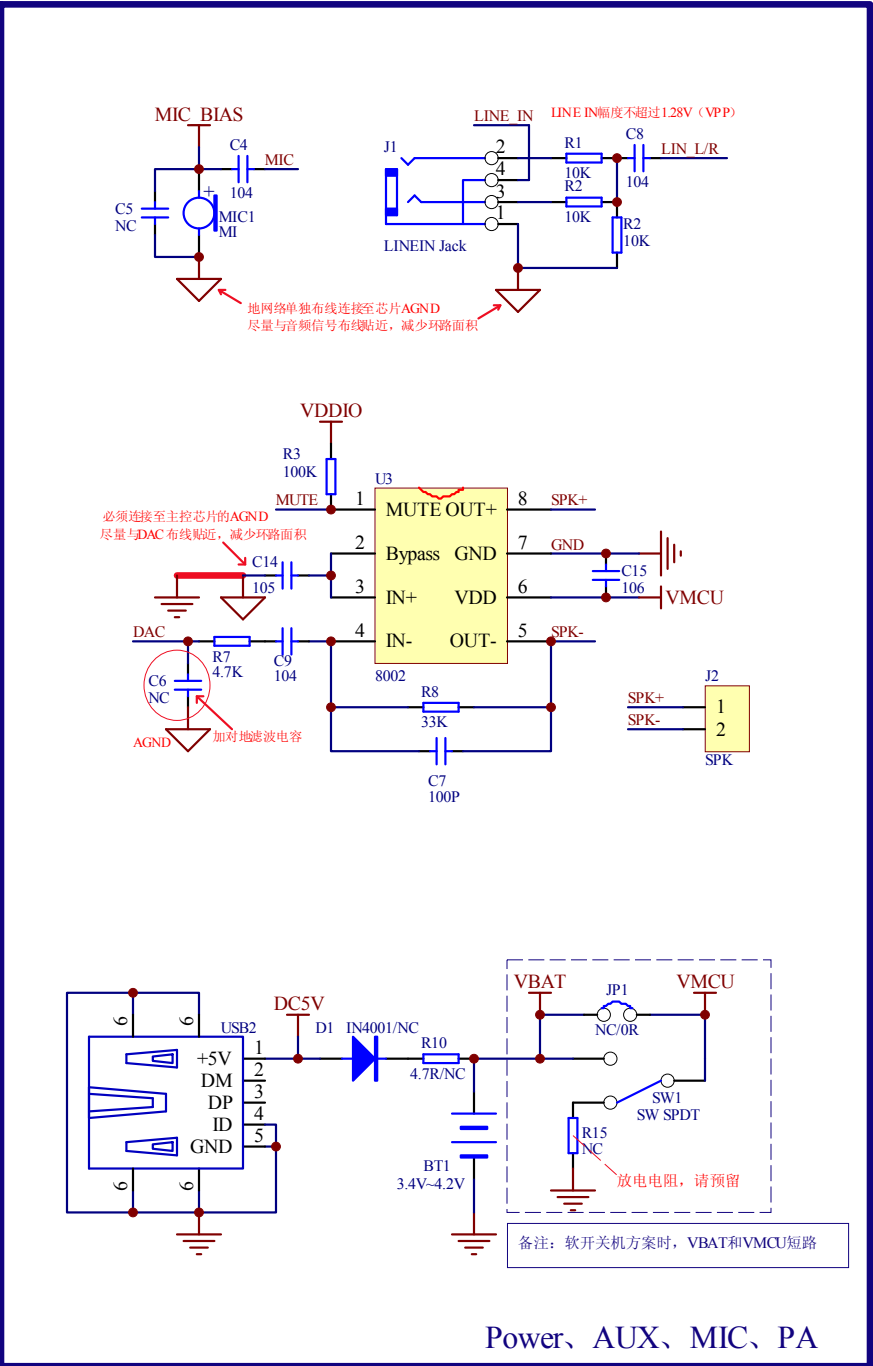 MIC_BIAS
C4
MIC
104
C5
NC
+
MIC1
MI
LINE_IN
LINE IN幅度不超过1.28V（VPP）
J1
2
4
3
1
R1
10K
C8
LIN_L/R
104
R2
10K
R2
10K
LINEIN Jack
地网络单独布线连接至芯片AGND
尽量与音频信号布线贴近，减少环路面积
VDDIO
R3
100K
U3
MUTE
1
MUTE OUT+
8
SPK+
必须连接至主控芯片的AGND
尽量与DAC布线贴近，减少环路面积
2
Bypass GND
7
GND
C14
105
3
IN+ VDD
6
C15
106
VMCU
DAC
4
IN- OUT-
5
SPK-
R7
4.7K
C9
104
8002
C6
NC
R8
33K
AGND
加对地滤波电容
C7
100P
J2
SPK+
1
SPK-
2
SPK
VBAT
VMCU
JP1
NC/0R
DC5V
6
6
USB2
D1
IN4001/NC
R10
4.7R/NC
+5V
1
DM
2
DP
3
ID
4
GND
5
6
6
SW1
SW SPDT
R15
NC
BT1
3.4V~4.2V
放电电阻，请预留
备注：软开关机方案时，VBAT和VMCU短路
Power、AUX、MIC、PA